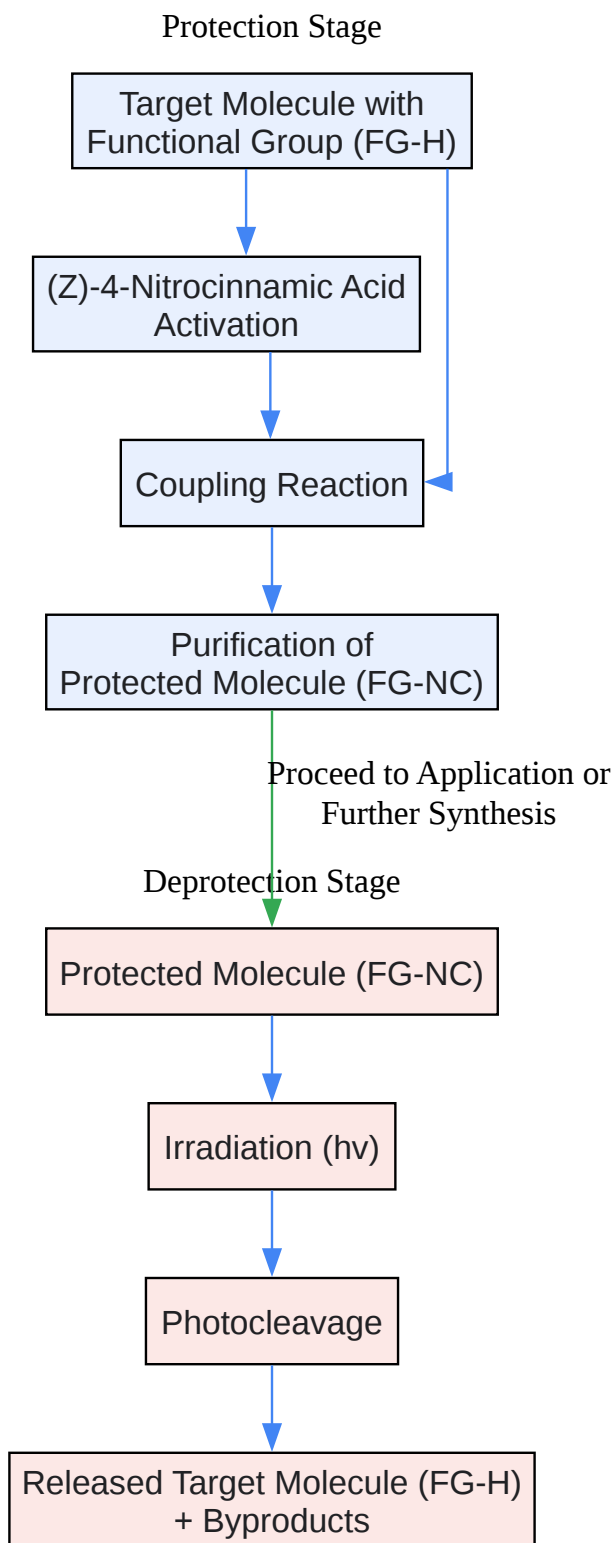 Protection Stage
Target Molecule with
Functional Group (FG-H)
(Z)-4-Nitrocinnamic Acid
Activation
Coupling Reaction
Purification of
Protected Molecule (FG-NC)
Proceed to Application or
Further Synthesis
Deprotection Stage
Protected Molecule (FG-NC)
Irradiation (hv)
Photocleavage
Released Target Molecule (FG-H)
+ Byproducts